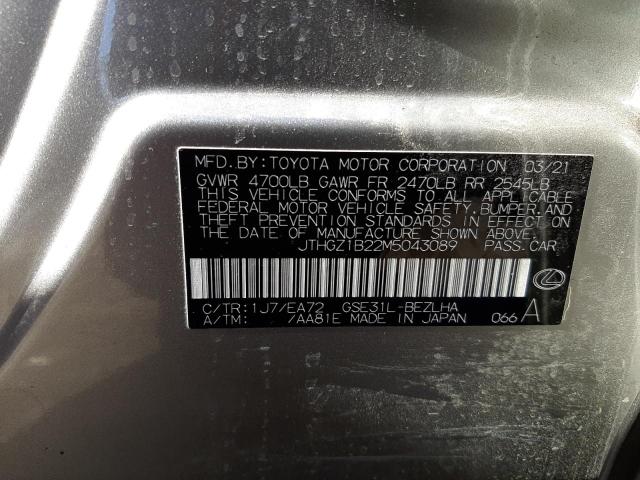 MFD.BY:TOYOTA MOTOR CORPORATION 03/21
GVWR 4700LB GAWR FR 2470LB RR 2545LB
THIS VEHICLE CONFORMS TO ALL APPLICABLE
FEDERAL MOTOR VEHICLE SAFETY,BUMPER,AND
THEFT PREVENTION STANDARDS IN EFFECT ON
THE DATE OF MANUFACTURE SHOWN ABOVE.
JTHGZ1B22M5043089 PASS.CAR
C/TR:1J7/EA72 GSE31L-BEZLHA
A/TM: 7AA81E MADE IN JAPAN 066 A